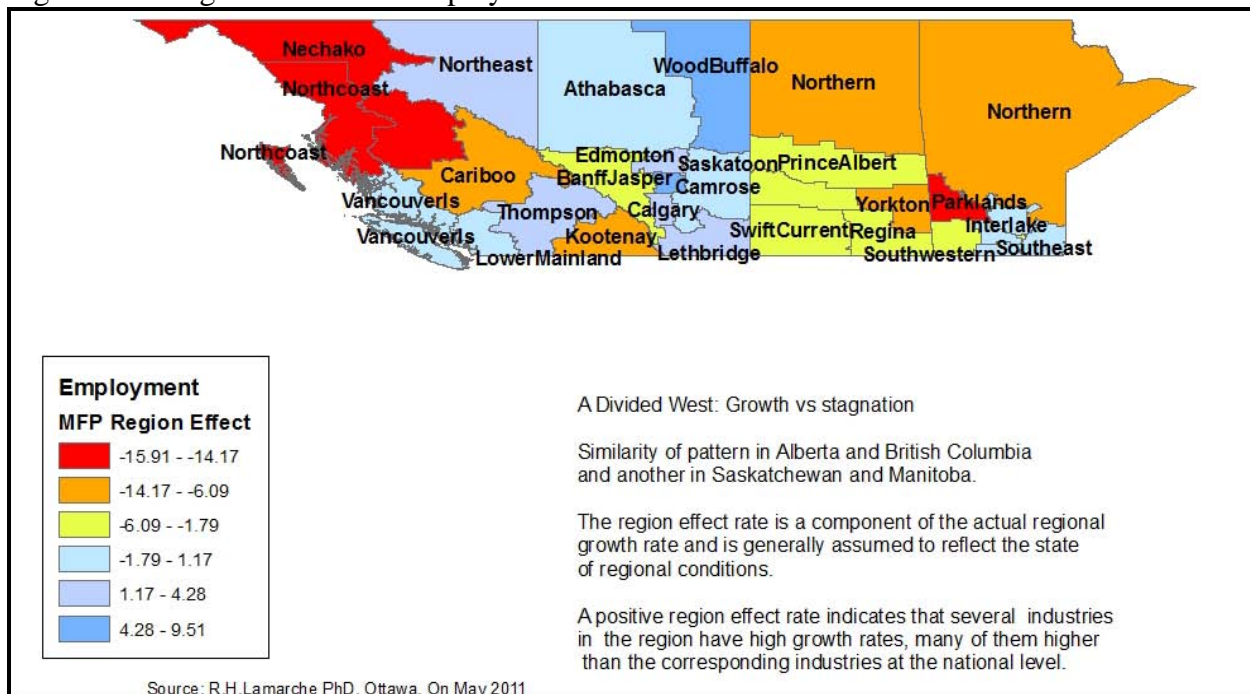 Nechako
Northeast
WoodBuffalo
Northcoast
Athabasca
Northern
Northern
Northcoast
Edmonton
Saskatoon
PrinceAlbert
Cariboo
BanffJasper
Camrose
VancouverIs
Thompson
Calgary
Yorkton
Parklands
VancouverIs
Kootenay
SwiftCurrent
Regina
Interlake
LowerMainland
Lethbridge
Southwestern
Southeast
Employment
MFP Region Effect
-15.91 - -14.17
-14.17 - -6.09
-6.09 - -1.79
-1.79 - 1.17
1.17 - 4.28
4.28 - 9.51
A Divided West: Growth vs stagnation
Similarity of pattern in Alberta and British Columbia
and another in Saskatchewan and Manitoba.
The region effect rate is a component of the actual regional
growth rate and is generally assumed to reflect the state
of regional conditions.
A positive region effect rate indicates that several industries
in the region have high growth rates, many of them higher
than the corresponding industries at the national level.
Source: R.H.Lamarche PhD. Ottawa. On May 2011